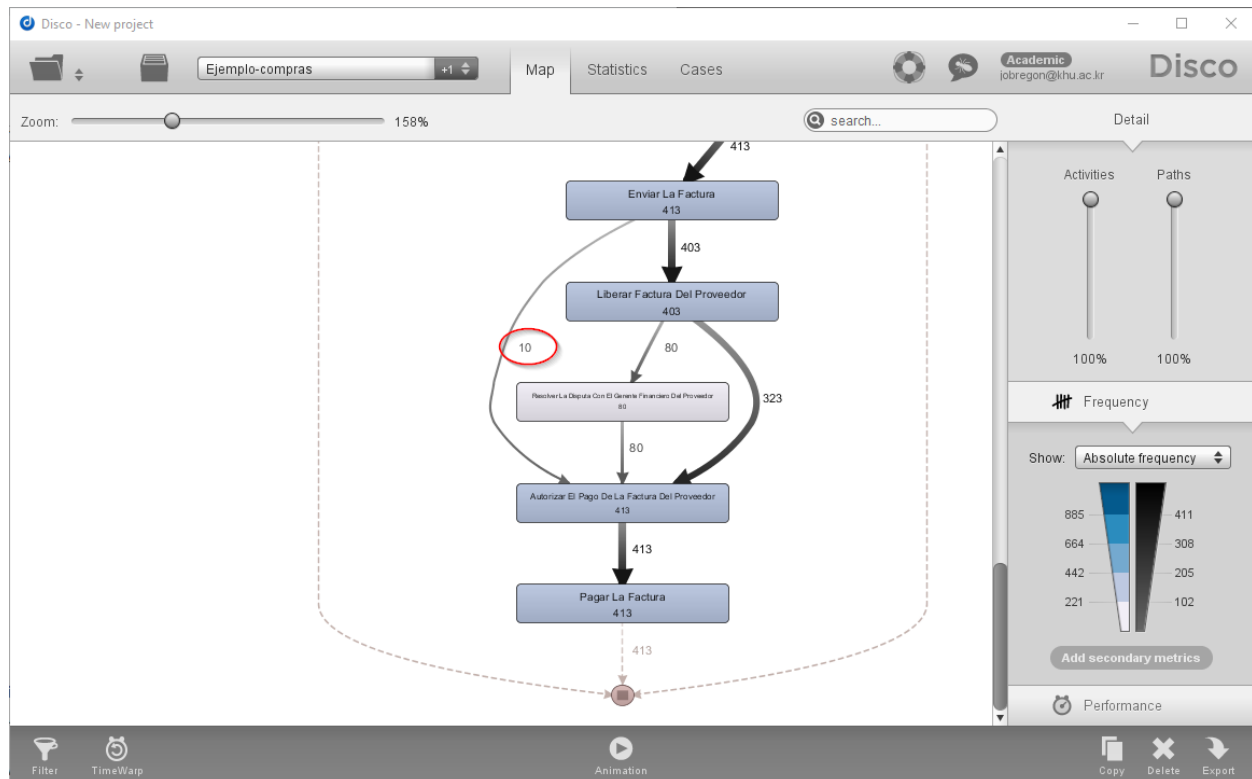 Disco - New project
Ejemplo-compras
+1
Map
Statistics
Cases
Academic
jobregon@khu.ac.kr
Disco
Zoom:
158%
search...
Detail
413
Enviar La Factura
413
403
Liberar Factura Del Proveedor
403
10
80
Resolver La Disputa Con El Gerente Financiero Del Proveedor
80
323
80
Autorizar El Pago De La Factura Del Proveedor
413
413
Pagar La Factura
413
413
Activities
Paths
100%
100%
Frequency
Show:
Absolute frequency
885
411
664
308
442
205
221
102
Add secondary metrics
Performance
Filter
TimeWarp
Animation
Copy
Delete
Export